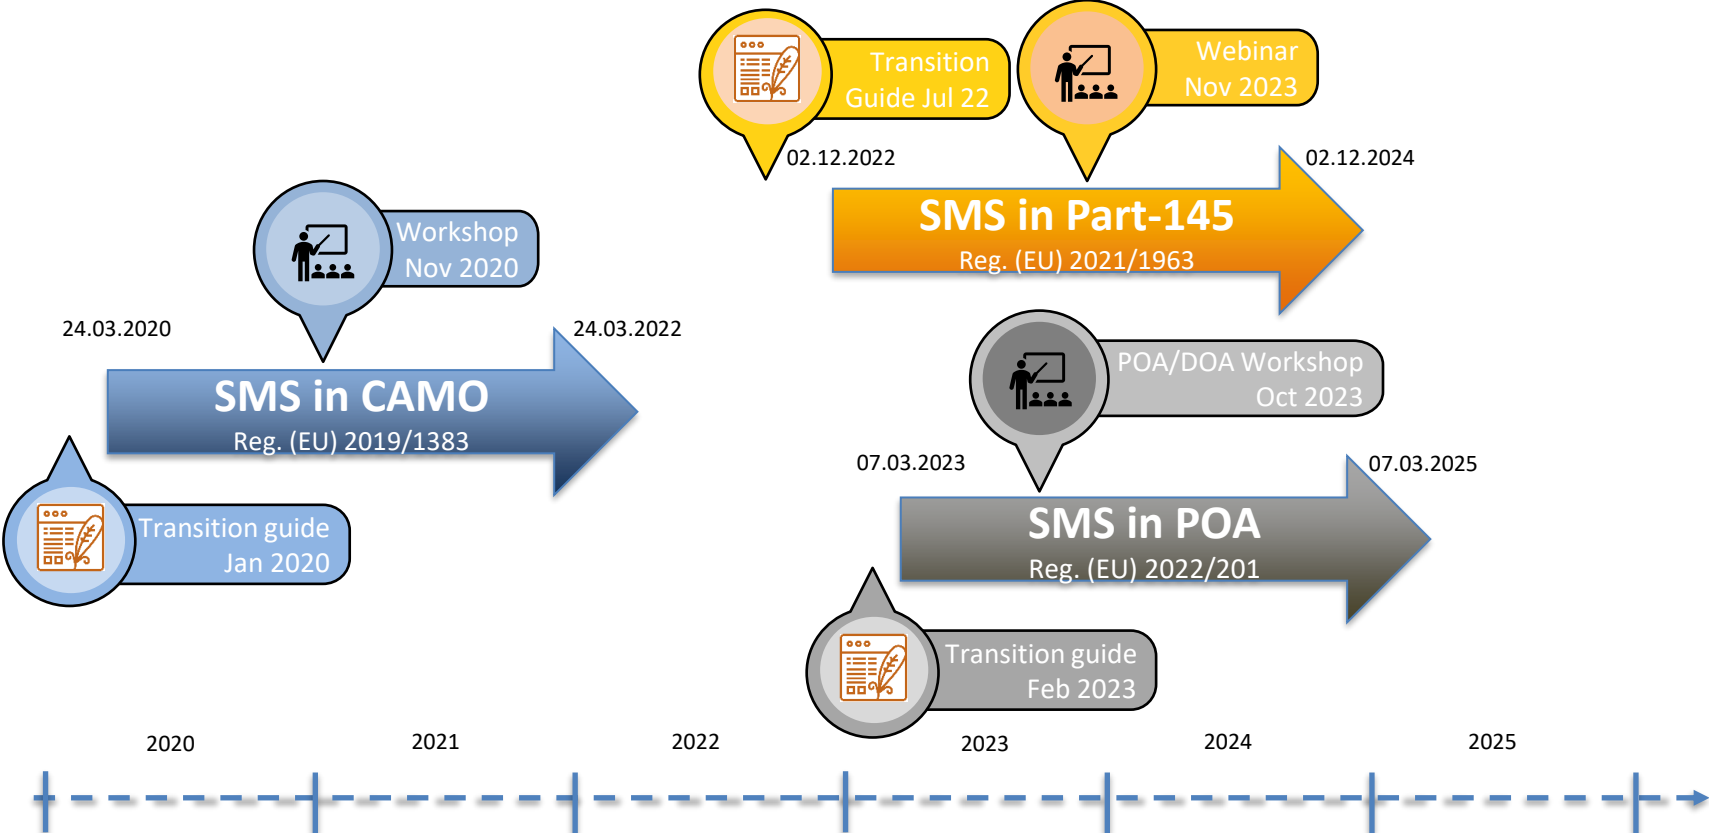 Transition
Guide Jul 22
Webinar
Nov 2023
02.12.2022
02.12.2024
SMS in Part-145
Reg. (EU) 2021/1963
Workshop
Nov 2020
24.03.2020
24.03.2022
SMS in CAMO
Reg. (EU) 2019/1383
POA/DOA Workshop
Oct 2023
07.03.2023
07.03.2025
SMS in POA
Reg. (EU) 2022/201
Transition guide
Jan 2020
Transition guide
Feb 2023
2020
2021
2022
2023
2024
2025